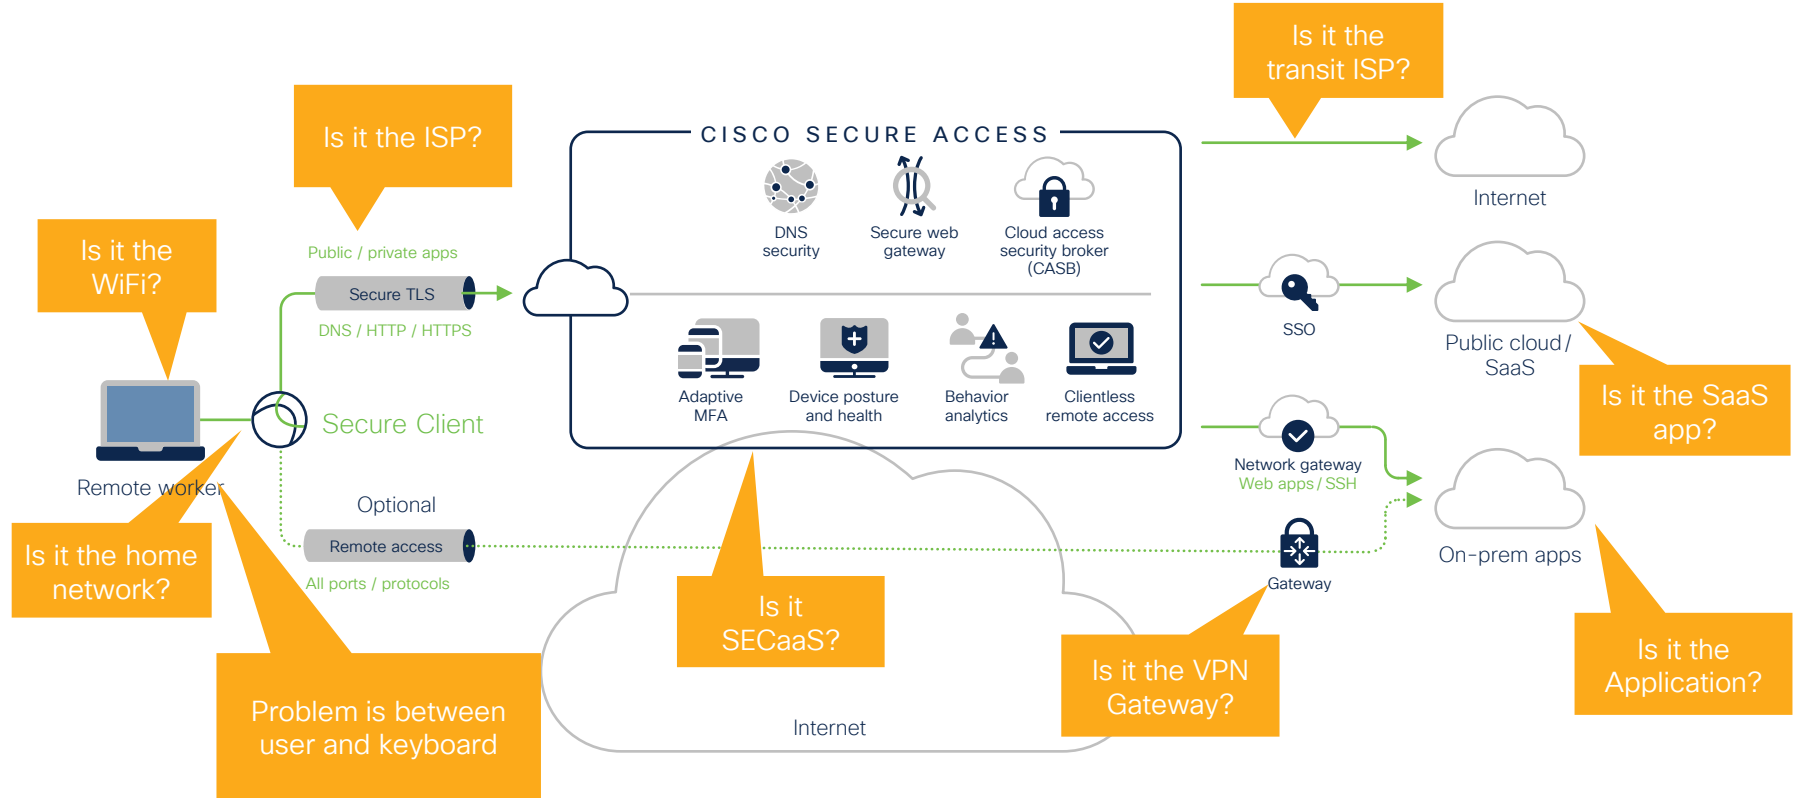 Is it the
transit ISP?
Is it the ISP?
CISCO SECURE ACCESS
Internet
DNS
security
Secure web
gateway
Cloud access
security broker
(CASB)
Is it the
WiFi?
Public / private apps
Secure TLS
DNS / HTTP / HTTPS
SSO
Public cloud /
SaaS
Adaptive
MFA
Device posture
and health
Behavior
analytics
Clientless
remote access
Is it the SaaS
app?
Secure Client
Remote worker
Network gateway
Web apps / SSH
Optional
Remote access
All ports / protocols
On-prem apps
Gateway
Is it the home
network?
Is it
SECaaS?
Is it the VPN
Gateway?
Is it the
Application?
Problem is between
user and keyboard
Internet